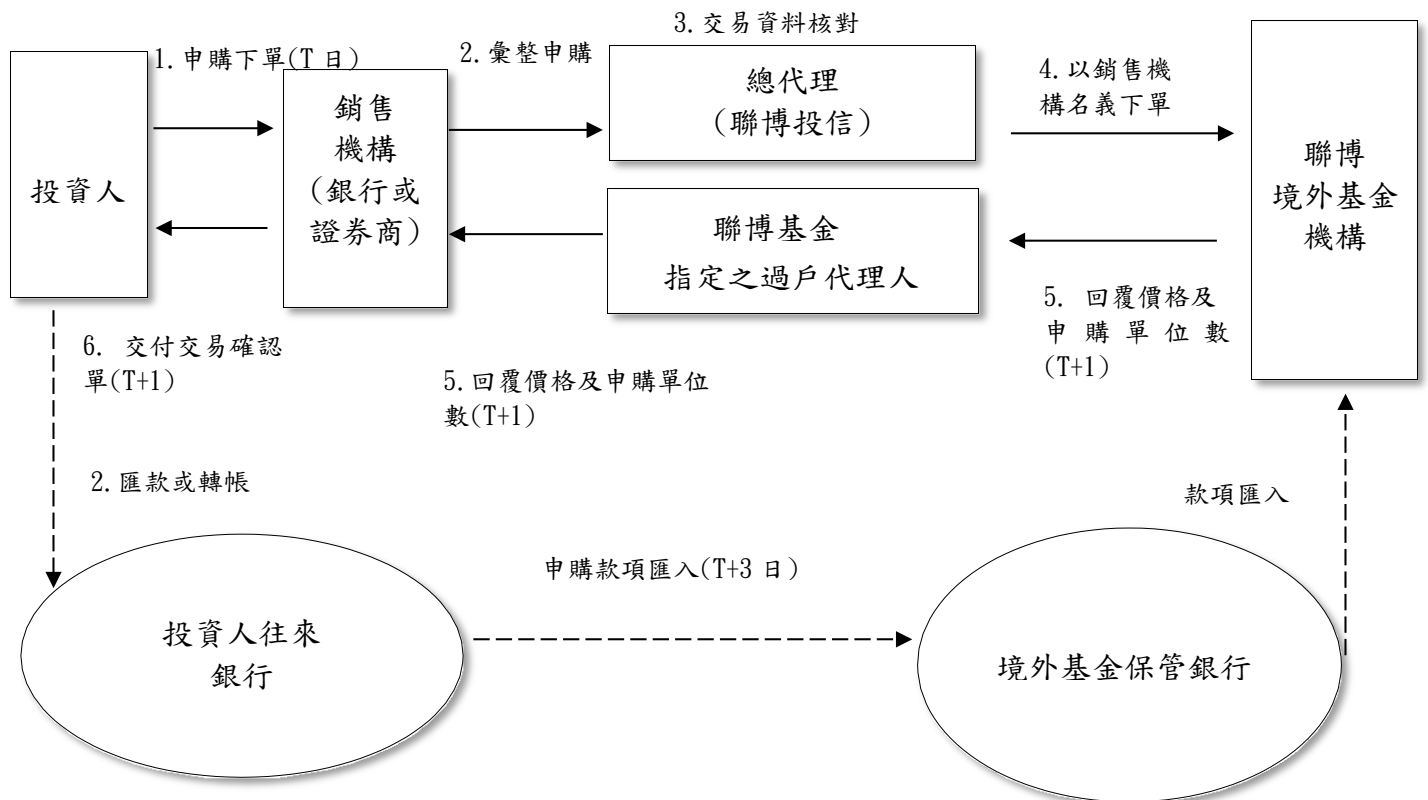 3.交易資料核對
1.申購下單(T 日)
2.彙整申購
4.以銷售機
構名義下單
投資人
銷售
機構
(銀行或
證券商)
總代理
(聯博投信)
聯博
境外基金
機構
聯博基金
指定之過戶代理人
5. 回覆價格及
申購單位數
(T+1)
6. 交付交易確認
單(T+1)
5.回覆價格及申購單位
數(T+1)
2.匯款或轉帳
款項匯入
申購款項匯入(T+3 日)
投資人往來
銀行
境外基金保管銀行